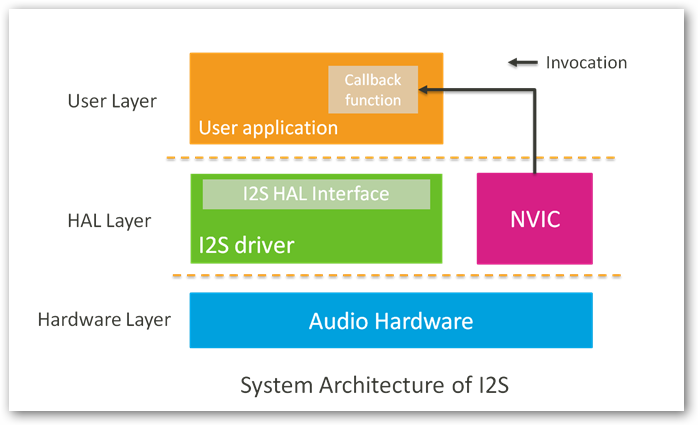 Invocation
User Layer
Callback
function
User application
HAL Layer
I2S HAL Interface
I2S driver
NVIC
Hardware Layer
Audio Hardware
System Architecture of I2S